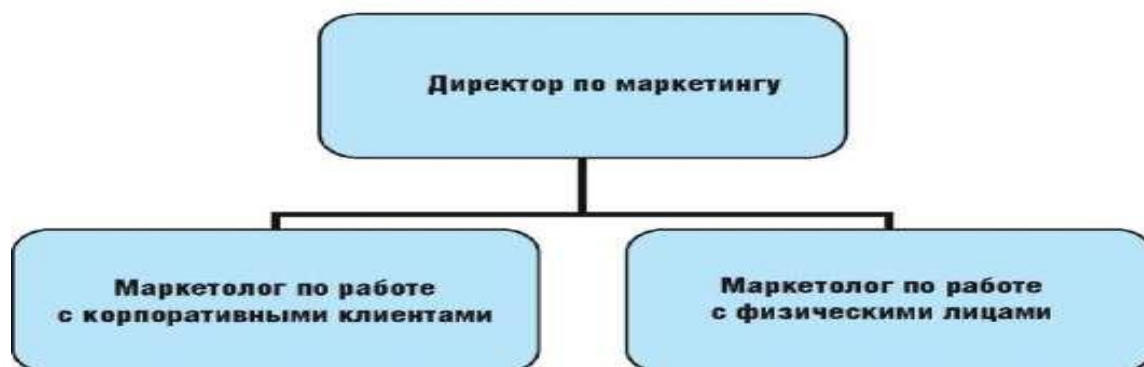 Директор по маркетингу
Маркетолог по работе
с корпоративными клиентами
Маркетолог по работе
с физическими лицами